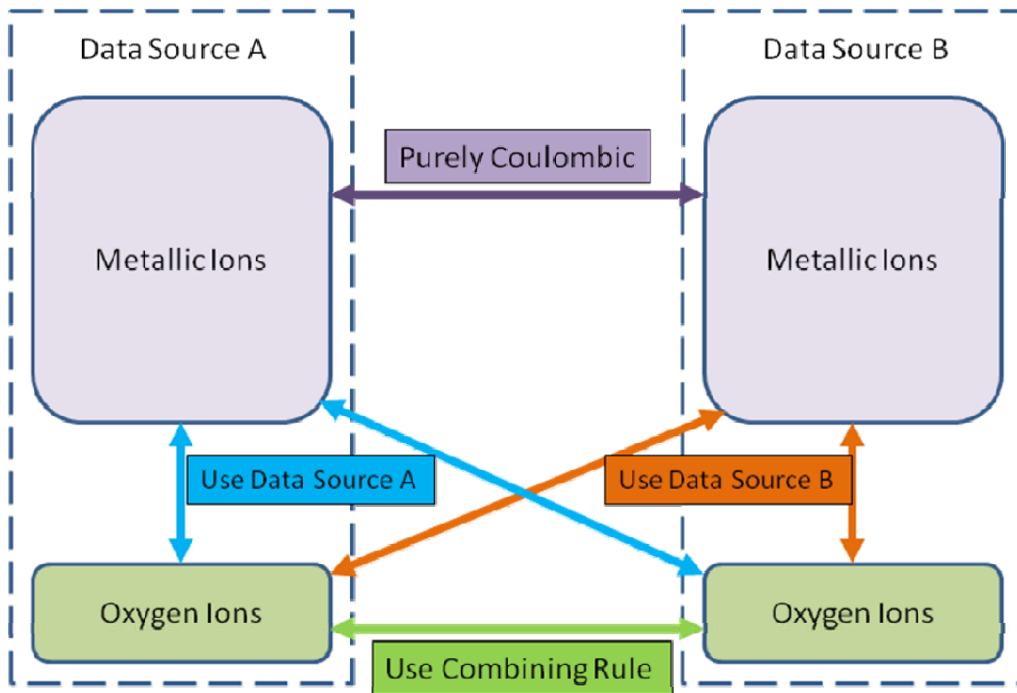 Data Source A
Data Source B
Purely Coulombic
Metallic Ions
Metallic Ions
Use Data Source A
Use Data Source B
Oxygen Ions
Oxygen Ions
Use Combining Rule